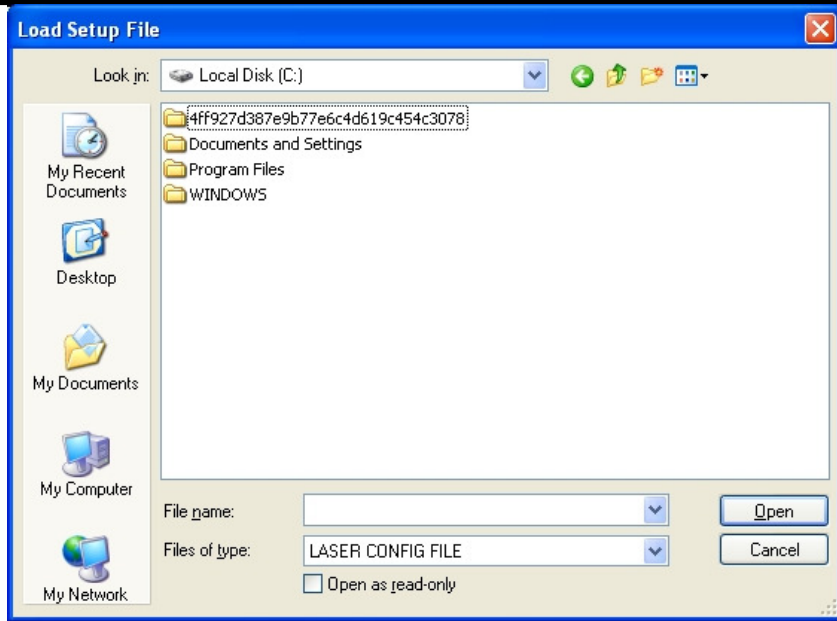 Load Setup File
Look in:
Local Disk (C:)
4ff927d387e9b77e6c4d619c454c3078
Documents and Settings
Program Files
WINDOWS
My Recent
Documents
Desktop
My Documents
My Computer
My Network
File name:
Open
Files of type:
LASER CONFIG FILE
Cancel
Open as read-only